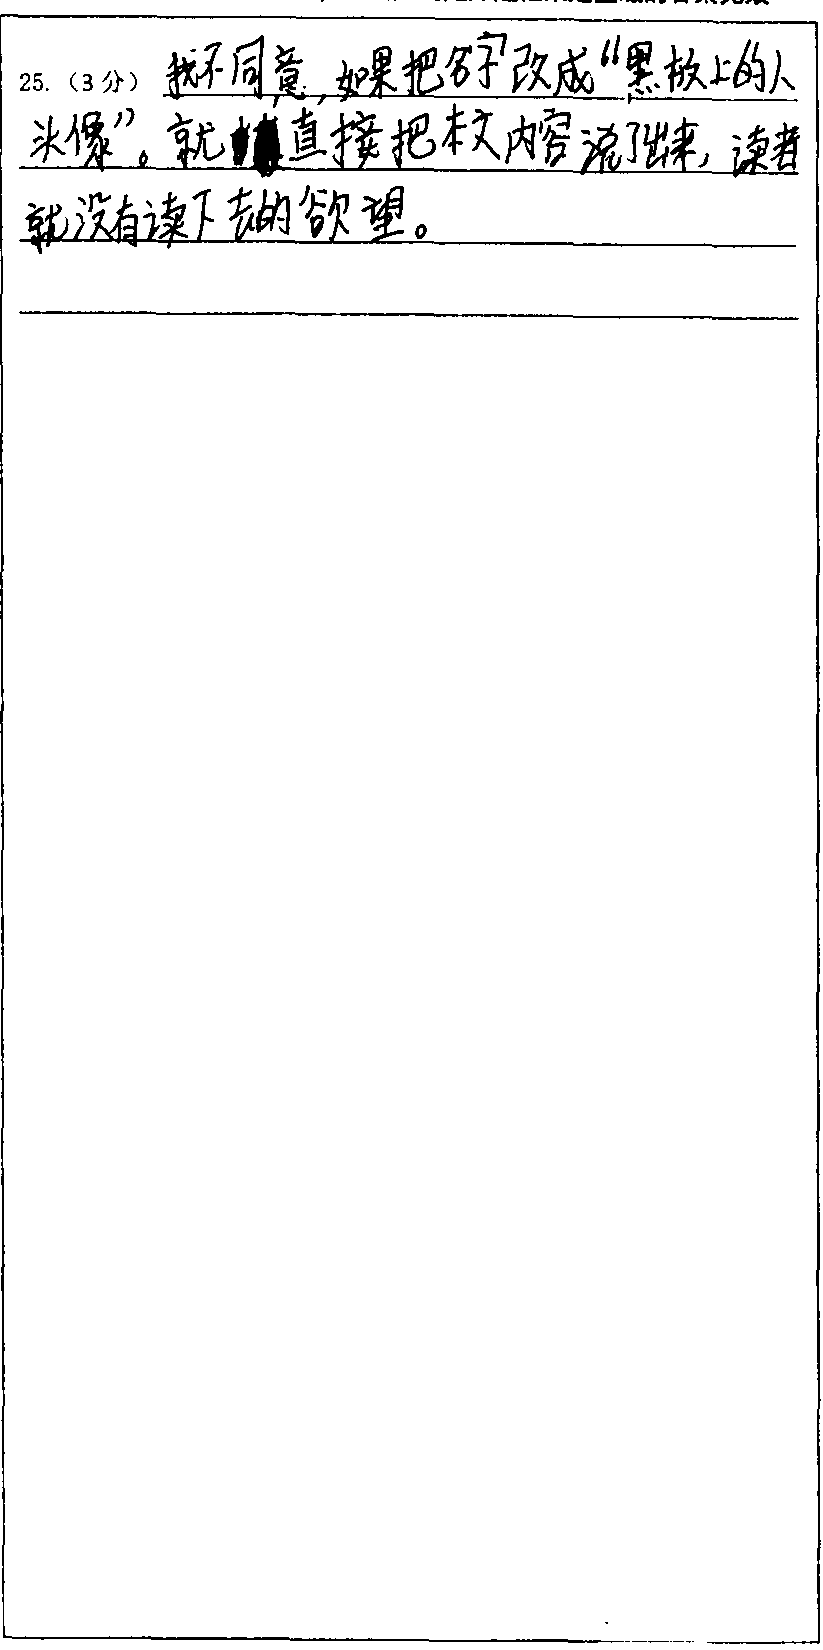 25.（3分）我不同意,如果把名字改成“黑板上的人
头像”。就直接把本文内容流了出来,读者
就没有读下去的欲望。